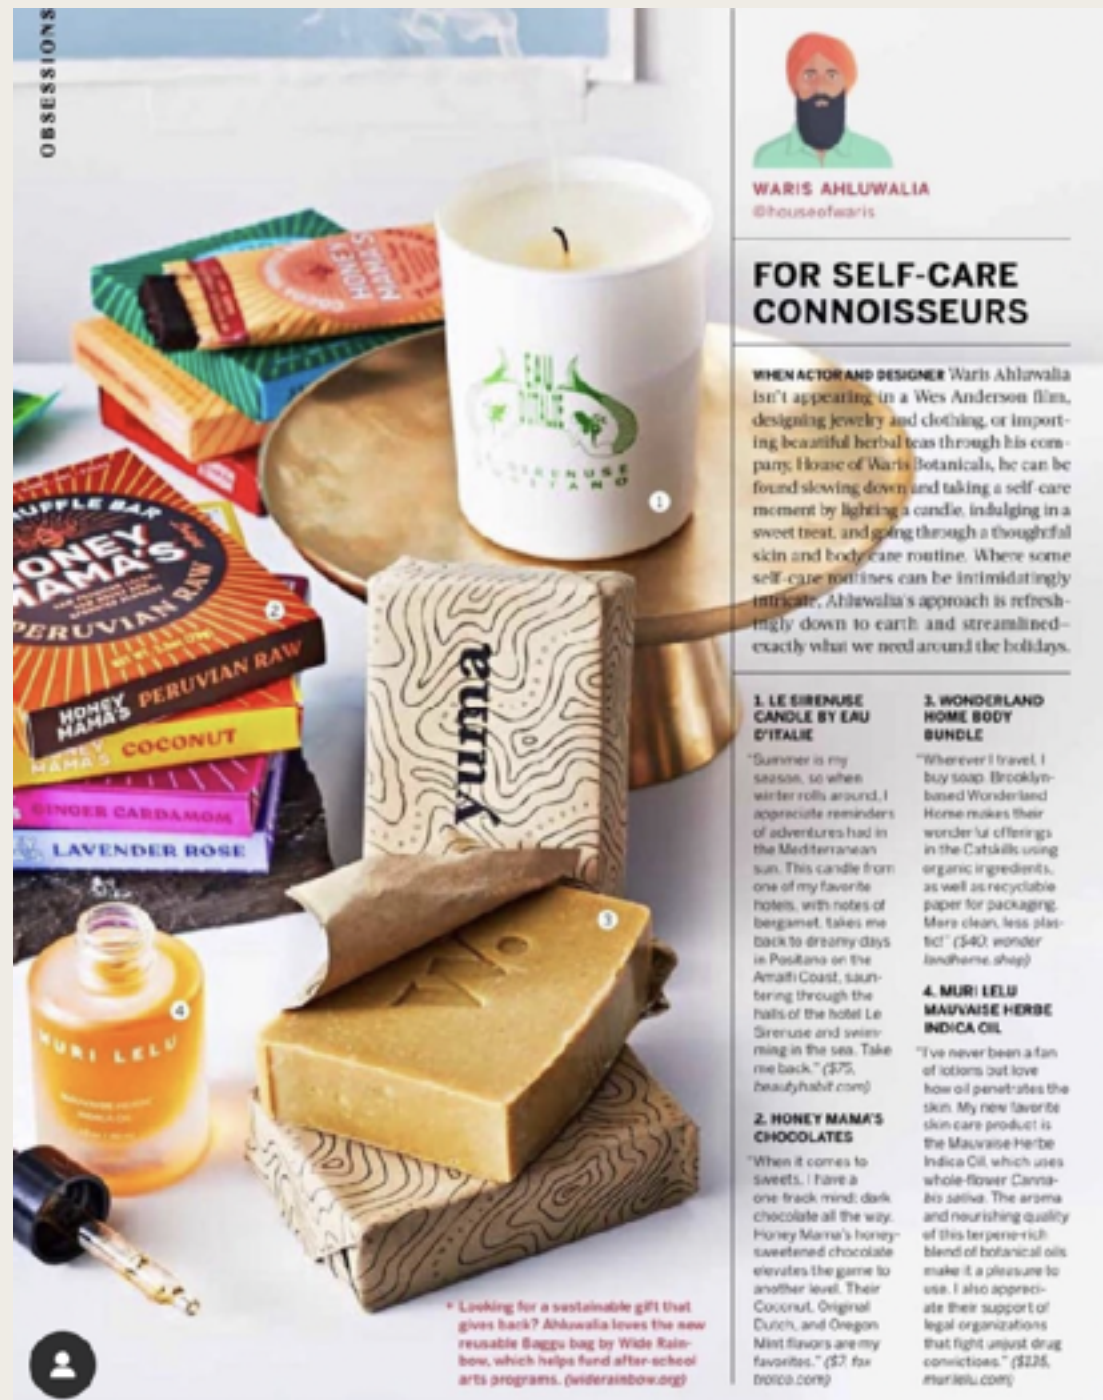 OBSESSIONS
WARIS AHLUWALIA
@houseofwaris
FOR SELF-CARE
CONNOISSEURS
WHEN ACTOR AND DESIGNER Waris Ahluwalia
isn't appearing in a Wes Anderson film,
designing jewelry and clothing, or import-
ing beautiful herbal teas through his com-
pany, House of Waris Botanicals, he can be
found slowing down and taking a self-care
moment by lighting a candle, indulging in a
sweet treat, and going through a thoughtful
skin and body care routine. Where some
self-care routines can be intimidatingly
intricate, Ahluwalia's approach is refresh-
ingly down to earth and streamlined–
exactly what we need around the holidays.
1. LE SIRENUSE
CANDLE BY EAU
D'ITALIE
"Summer is my
season, so when
winter rolls around, I
appreciate reminders
of adventures had in
the Mediterranean
sun. This candle from
one of my favorite
hotels, with notes of
bergamot, takes me
back to dreamy days
in Positano on the
Amalfi Coast, saun-
tering through the
halls of the hotel Le
Sirenuse and swim-
ming in the sea. Take
me back." ($75,
beautyhabit.com)
2. HONEY MAMA'S
CHOCOLATES
"When it comes to
sweets, I have a
one track mind: dark
chocolate all the way.
Honey Mama's honey-
sweetened chocolate
elevates the game to
another level. Their
Coconut, Original
Dutch, and Oregon
Mint flavors are my
favorites." ($7,
3. WONDERLAND
HOME BODY
BUNDLE
"Wherever I travel, I
buy soap. Brooklyn-
based Wonderland
Home makes their
wonderful offerings
in the Catskills using
organic ingredients,
as well as recyclable
paper for packaging.
More clean, less plas-
tic!" ($40; wonder
landhome.shop)
4. MURI LELU
MAUVAISE HERBE
INDICA OIL
"I've never been a fan
of lotions but love
how oil penetrates the
skin. My new favorite
skin care product is
the Mauvaise Herbe
Indica Oil, which uses
whole-flower Canna-
bis sativa. The aroma
and nourishing quality
of this terpene-rich
blend of botanical oils
make it a pleasure to
use. I also appreci-
ate their support of
legal organizations
that fight unjust drug
convictions."
murilelu.com)
* Looking for a sustainable gift that
gives back? Ahluwalia loves the new
reusable Baggu bag by Wide Rain-
bow, which helps fund after-school
arts programs. (widerainbow.org)
HONEY
MAMA'S
EAU
D'ITALIE
SIRENUSE
POSITANO
1
TRUFFLE BAR
HONEY
MAMA'S
PERUVIAN RAW
2
HONEY
MAMA'S
PERUVIAN RAW
MAMA'S
COCONUT
GINGER CARDAMOM
LAVENDER ROSE
yuma
W.
3
4
MURI LELU
MAUVAISE HERBE
INDICA OIL